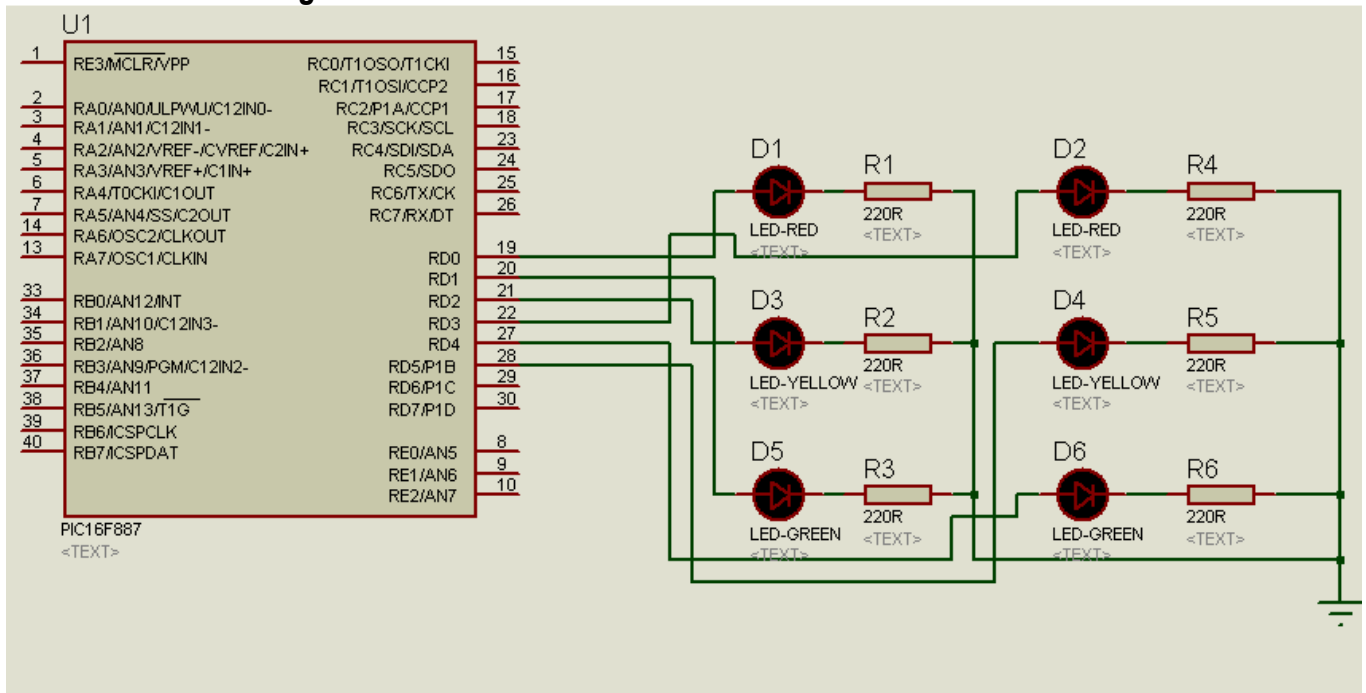 U1
1 RE3/MCLR/VPP RC0/T1OSO/T1CKI 15
RC1/T1OSI/CCP2 16
2 RA0/AN0/ULPWU/C12IN0- RC2/P1A/CCP1 17
3 RA1/AN1/C12IN1- RC3/SCK/SCL 18
4 RA2/AN2/VREF-/CVREF/C2IN+ RC4/SDI/SDA 23
5 RA3/AN3/VREF+/C1IN+ RC5/SDO 24
6 RA4/T0CKI/C1OUT RC6/TX/CK 25
7 RA5/AN4/SS/C2OUT RC7/RX/DT 26
14 RA6/OSC2/CLKOUT
13 RA7/OSC1/CLKIN RD0 19
RD1 20
33 RB0/AN12/INT RD2 21
34 RB1/AN10/C12IN3- RD3 22
35 RB2/AN8 RD4 27
36 RB3/AN9/PGM/C12IN2- RD5/P1B 28
37 RB4/AN11 RD6/P1C 29
38 RB5/AN13/T1G RD7/P1D 30
39 RB6/ICSPCLK
40 RB7/ICSPDAT RE0/AN5 8
RE1/AN6 9
RE2/AN7 10
PIC16F887
<TEXT>
D1 R1 D2 R4
220R 220R
LED-RED <TEXT> LED-RED <TEXT>
<TEXT> <TEXT>
D3 R2 D4 R5
220R 220R
LED-YELLOW <TEXT> LED-YELLOW <TEXT>
<TEXT> <TEXT>
D5 R3 D6 R6
220R 220R
LED-GREEN <TEXT> LED-GREEN <TEXT>
<TEXT> <TEXT>